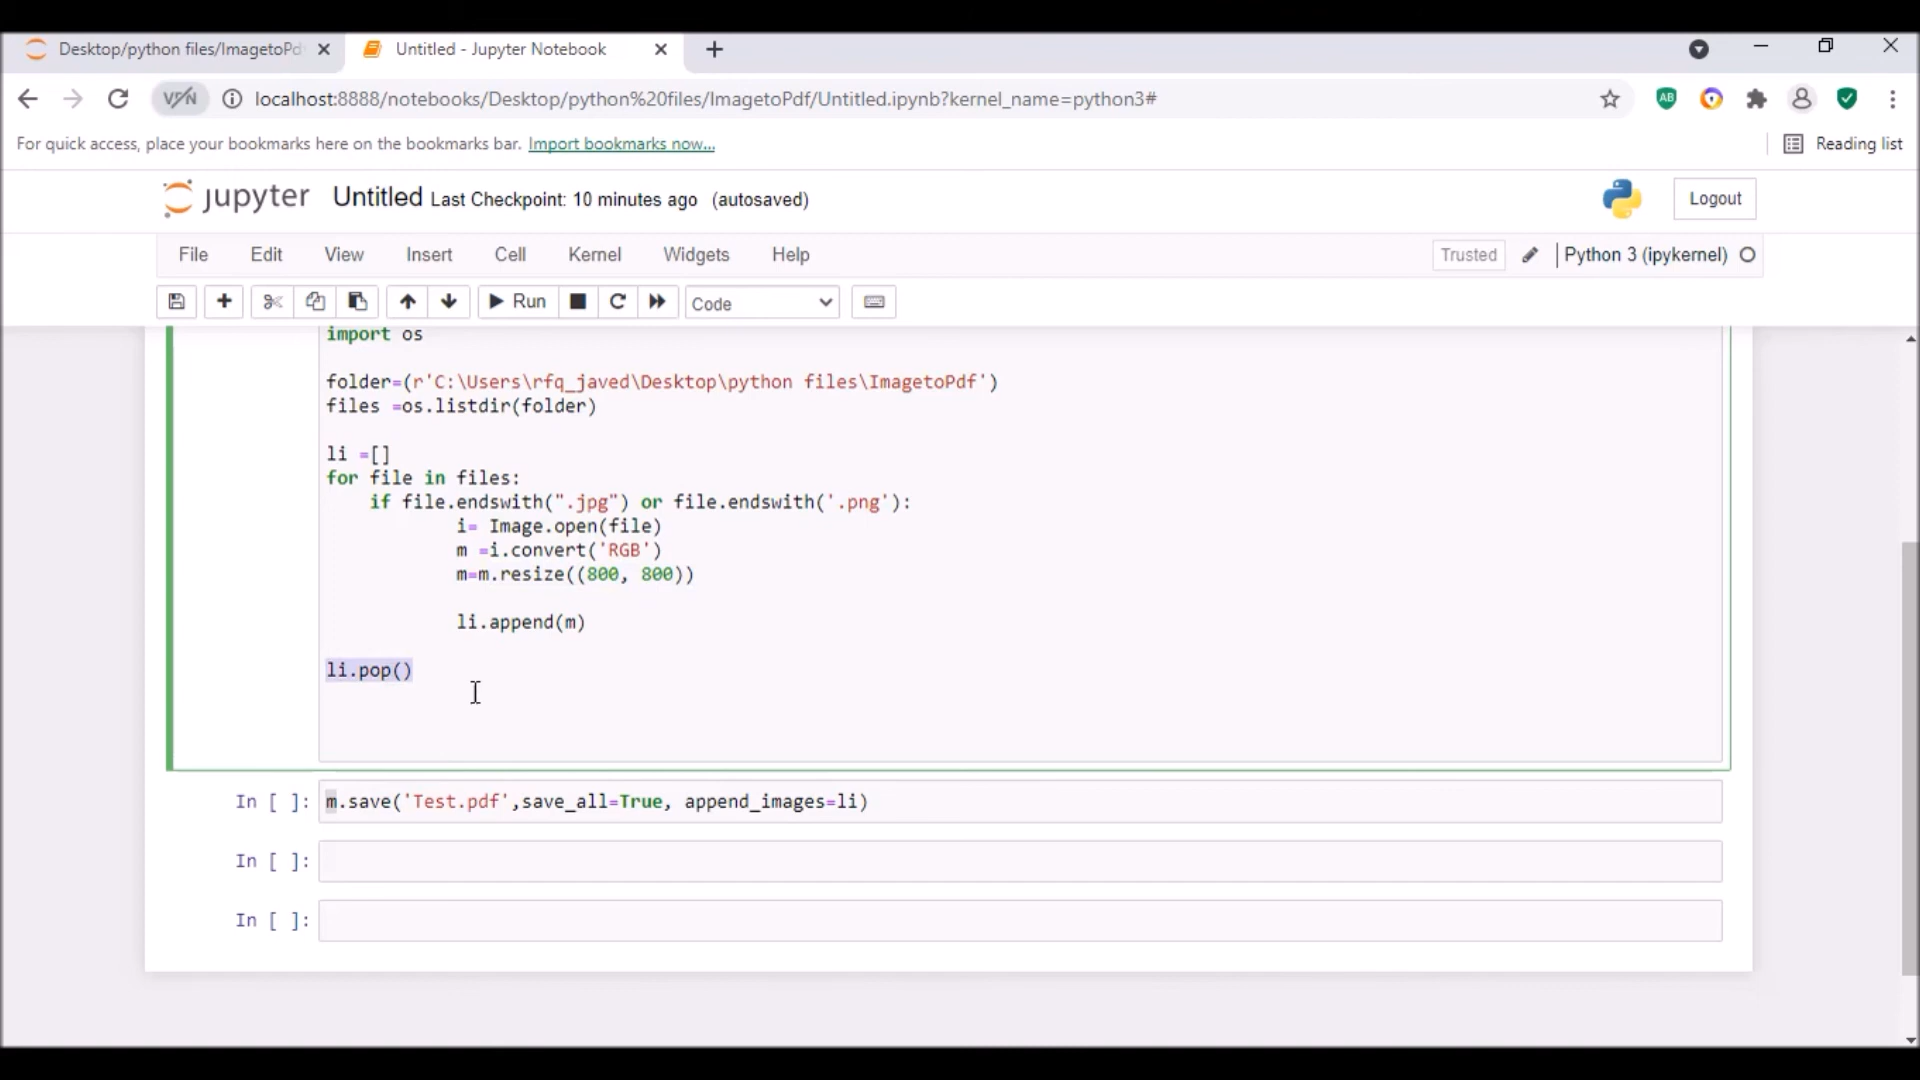 Desktop/python files/ImagetoPd
Untitled - Jupyter Notebook
VPN
localhost:8888/notebooks/Desktop/python%20files/ImagetoPdf/Untitled.ipynb?kernel_name=python3#
AB
For quick access, place your bookmarks here on the bookmarks bar. Import bookmarks now...
Reading list
jupyter Untitled Last Checkpoint: 10 minutes ago (autosaved)
Logout
File Edit View Insert Cell Kernel Widgets Help
Trusted
Python 3 (ipykernel)
Run
Code
import os
folder=(r'C:\Users\rfq_javed\Desktop\python files\ImagetoPdf')
files =os.listdir(folder)
li =[]
for file in files:
    if file.endswith(".jpg") or file.endswith('.png'):
            i= Image.open(file)
            m =i.convert('RGB')
            m=m.resize((800, 800))
            li.append(m)
li.pop()
In [ ]: m.save('Test.pdf',save_all=True, append_images=li)
In [ ]:
In [ ]: